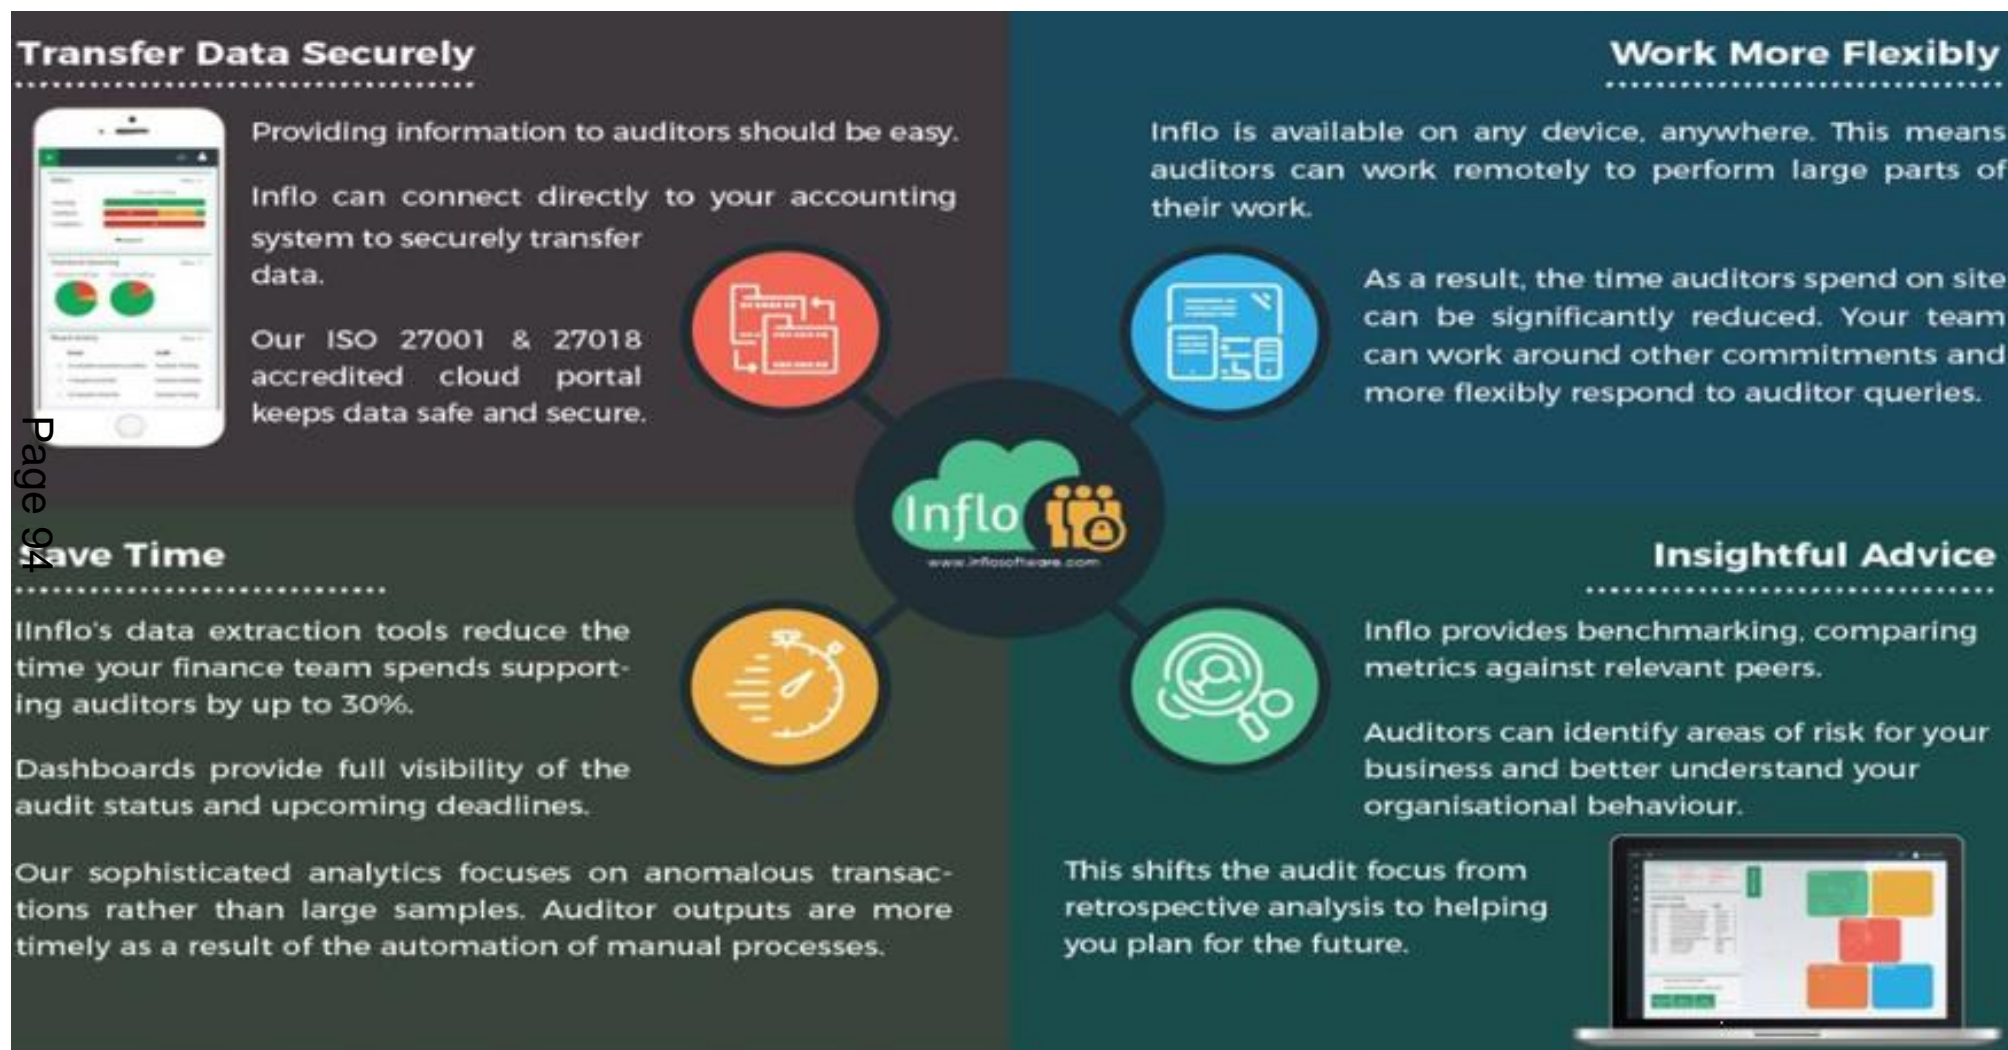 Transfer Data Securely
Providing information to auditors should be easy.
Inflo can connect directly to your accounting
system to securely transfer
data.
Our ISO 27001 & 27018
accredited cloud portal
keeps data safe and secure.
Work More Flexibly
Inflo is available on any device, anywhere. This means
auditors can work remotely to perform large parts of
their work.
As a result, the time auditors spend on site
can be significantly reduced. Your team
can work around other commitments and
more flexibly respond to auditor queries.
Inflo
www.inflosoftware.com
Page 94
Save Time
IInflo's data extraction tools reduce the
time your finance team spends support-
ing auditors by up to 30%.
Dashboards provide full visibility of the
audit status and upcoming deadlines.
Our sophisticated analytics focuses on anomalous transac-
tions rather than large samples. Auditor outputs are more
timely as a result of the automation of manual processes.
Insightful Advice
Inflo provides benchmarking, comparing
metrics against relevant peers.
Auditors can identify areas of risk for your
business and better understand your
organisational behaviour.
This shifts the audit focus from
retrospective analysis to helping
you plan for the future.